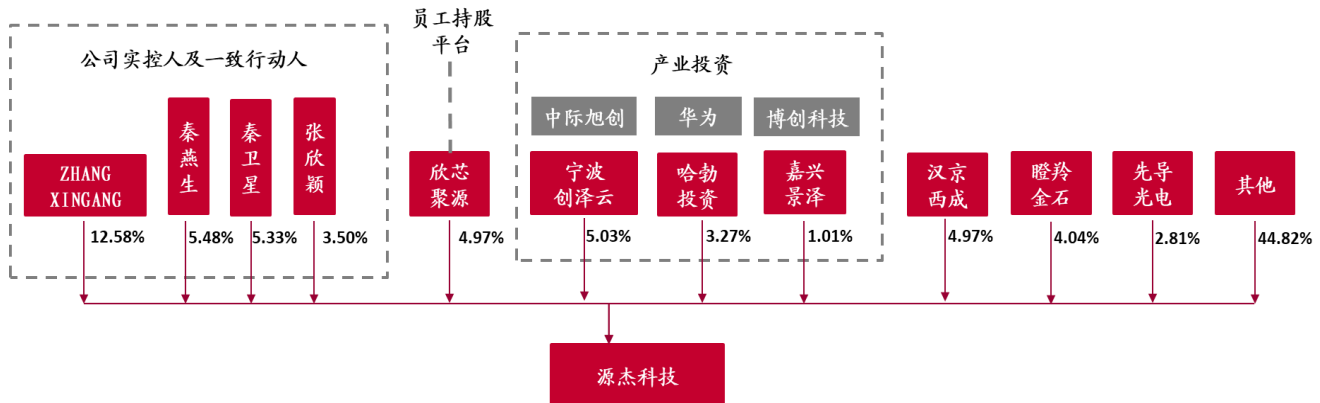 员工持股
平台
公司实控人及一致行动人
产业投资
中际旭创
华为
博创科技
ZHANG
XINGANG
秦燕生
秦卫星
张欣颖
欣芯
聚源
宁波
创泽云
哈勃
投资
嘉兴
景泽
汉京
西成
瞪羚
金石
先导
光电
其他
12.58%
5.48%
5.33%
3.50%
4.97%
5.03%
3.27%
1.01%
4.97%
4.04%
2.81%
44.82%
源杰科技